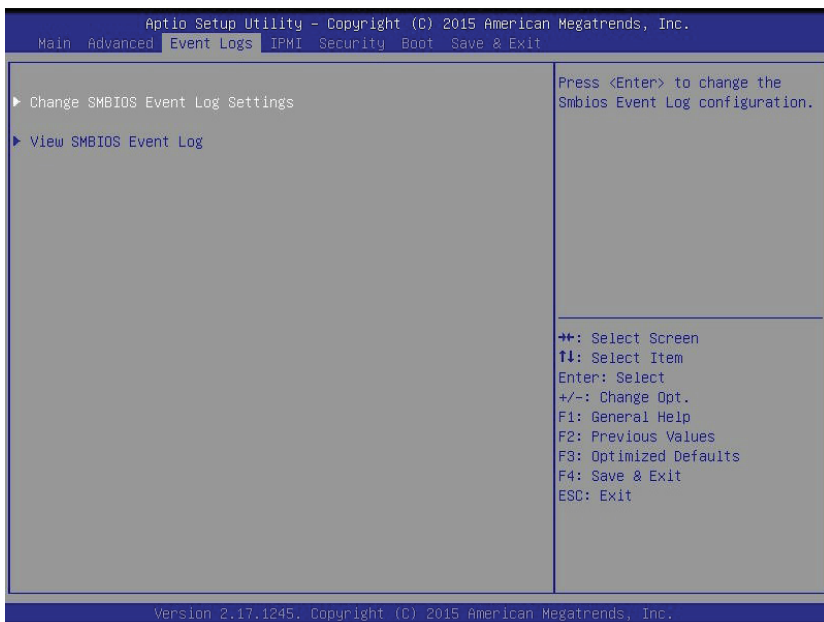 Aptio Setup Utility – Copyright (C) 2015 American Megatrends, Inc.
Main Advanced Event Logs IPMI Security Boot Save & Exit
▶ Change SMBIOS Event Log Settings
▶ View SMBIOS Event Log
Press <Enter> to change the
Smbios Event Log configuration.
→←: Select Screen
↑↓: Select Item
Enter: Select
+/-: Change Opt.
F1: General Help
F2: Previous Values
F3: Optimized Defaults
F4: Save & Exit
ESC: Exit
Version 2.17.1245. Copyright (C) 2015 American Megatrends, Inc.